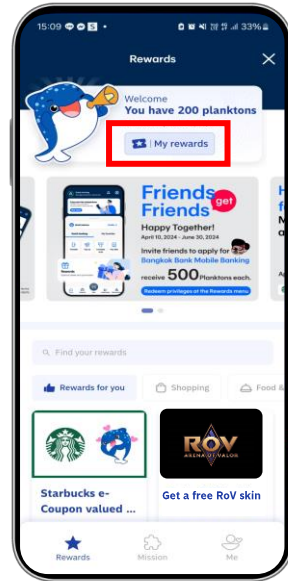 15:09
33%
Rewards
Welcome
You have 200 planktons
My rewards
Friends get
Friends
Happy Together!
April 10, 2024 - June 30, 2024
Invite friends to apply for
Bangkok Bank Mobile Banking
receive 500 Planktons each.
Redeem privileges at the Rewards menu
Find your rewards
Rewards for you
Shopping
Food &
ROV
ARENA OF VALOR
Starbucks e-
Coupon valued ...
Get a free RoV skin
Rewards
Mission
Me